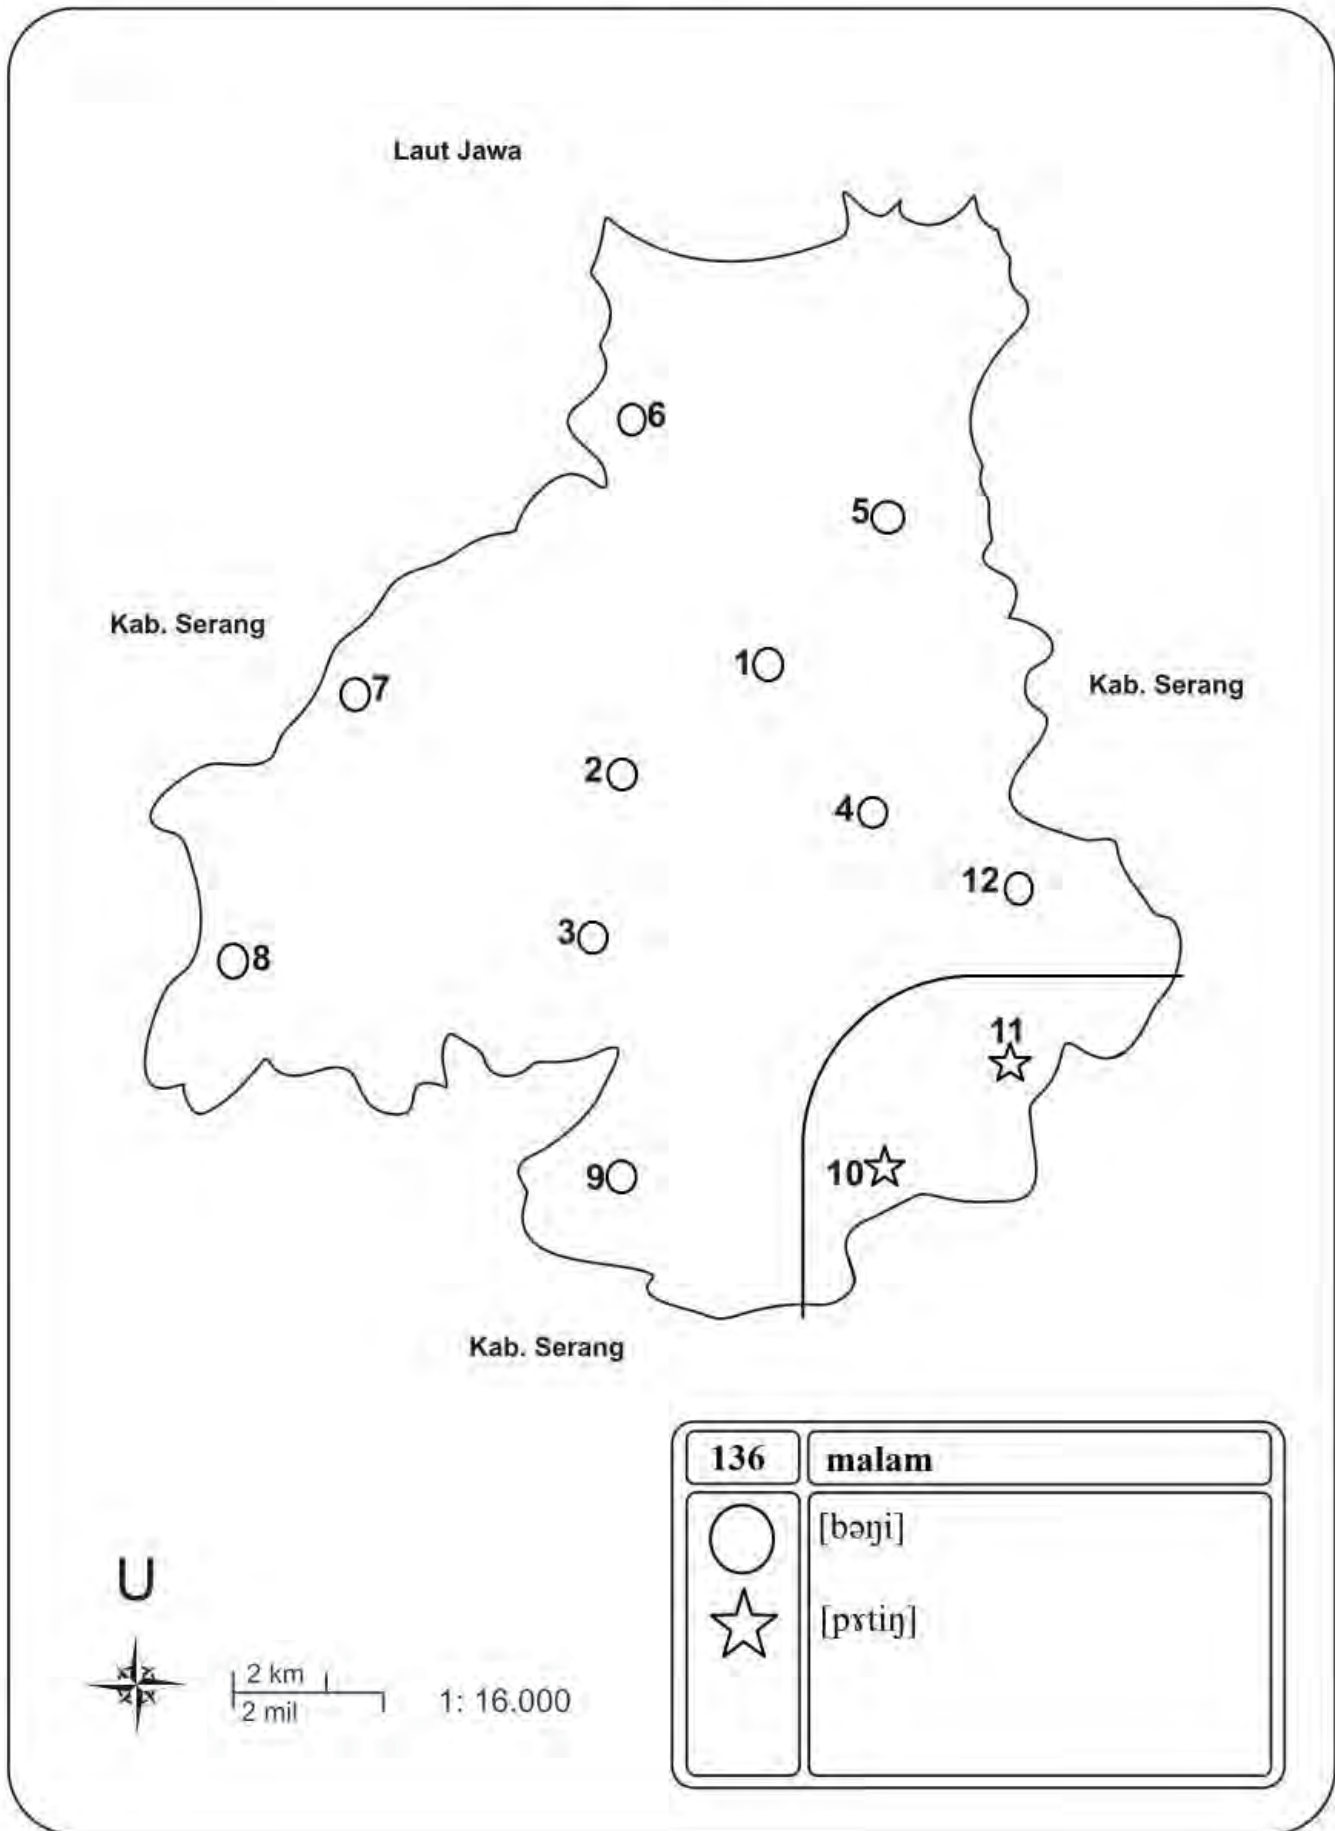 Laut Jawa
6
5
Kab. Serang
1
Kab. Serang
7
2
4
12
3
8
11
10
9
Kab. Serang
136 malam
[bəŋi]
[pɤtiŋ]
U
2 km
2 mil
1: 16.000